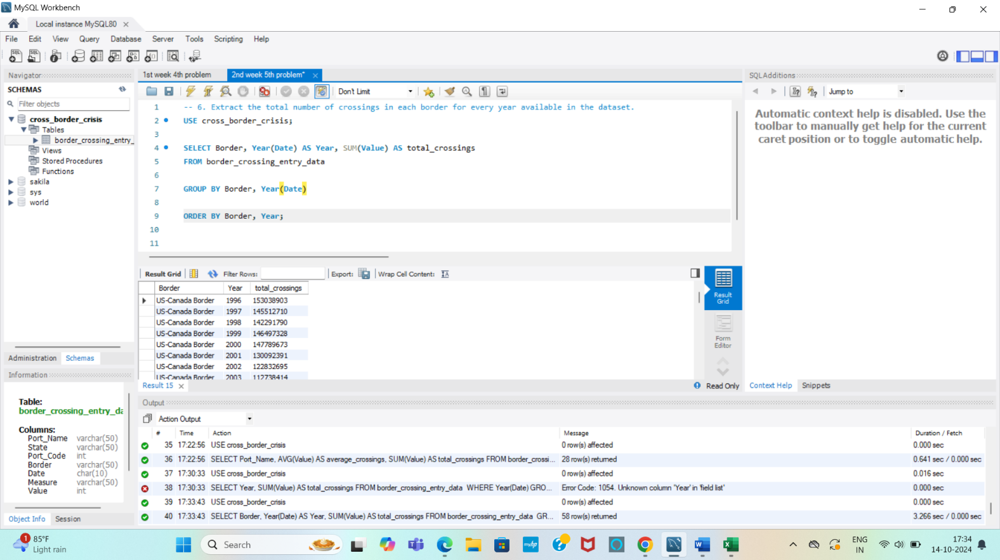 MySQL Workbench
Local instance MySQL80
File Edit View Query Database Server Tools Scripting Help
Navigator
SCHEMAS
Filter objects
cross_border_crisis
Tables
border_crossing_entry_
Views
Stored Procedures
Functions
sakila
sys
world
Administration Schemas
Information
Table:
border_crossing_entry_da
Columns:
Port_Name varchar(50)
State varchar(50)
Port_Code int
Border varchar(50)
Date char(10)
Measure varchar(50)
Value int
Object Info Session
1st week 4th problem 2nd week 5th problem*
Don't Limit
1 -- 6. Extract the total number of crossings in each border for every year available in the dataset.
2 USE cross_border_crisis;
3
4 SELECT Border, Year(Date) AS Year, SUM(Value) AS total_crossings
5 FROM border_crossing_entry_data
6
7 GROUP BY Border, Year(Date)
8
9 ORDER BY Border, Year;
10
11
Result Grid Filter Rows: Export: Wrap Cell Content:
Border Year total_crossings
US-Canada Border 1996 153038903
US-Canada Border 1997 145512710
US-Canada Border 1998 142291790
US-Canada Border 1999 146497328
US-Canada Border 2000 147789673
US-Canada Border 2001 130092391
US-Canada Border 2002 122832695
US-Canada Border 2003 112738414
Result Grid
Form Editor
Result 15
Read Only
SQLAdditions
Jump to
Automatic context help is disabled. Use the
toolbar to manually get help for the current
caret position or to toggle automatic help.
Context Help Snippets
Output
Action Output
# Time Action Message Duration / Fetch
35 17:22:56 USE cross_border_crisis 0 row(s) affected 0.000 sec
36 17:22:56 SELECT Port_Name, AVG(Value) AS average_crossings, SUM(Value) AS total_crossings FROM border_crossi... 28 row(s) returned 0.641 sec / 0.000 sec
37 17:30:33 USE cross_border_crisis 0 row(s) affected 0.016 sec
38 17:30:33 SELECT Year, SUM(Value) AS total_crossings FROM border_crossing_entry_data WHERE Year(Date) GRO... Error Code: 1054. Unknown column 'Year' in 'field list' 0.000 sec
39 17:33:43 USE cross_border_crisis 0 row(s) affected 0.000 sec
40 17:33:43 SELECT Border, Year(Date) AS Year, SUM(Value) AS total_crossings FROM border_crossing_entry_data GR... 58 row(s) returned 3.266 sec / 0.000 sec
1
85°F
Light rain
Search
myhp
ENG
IN
17:34
14-10-2024